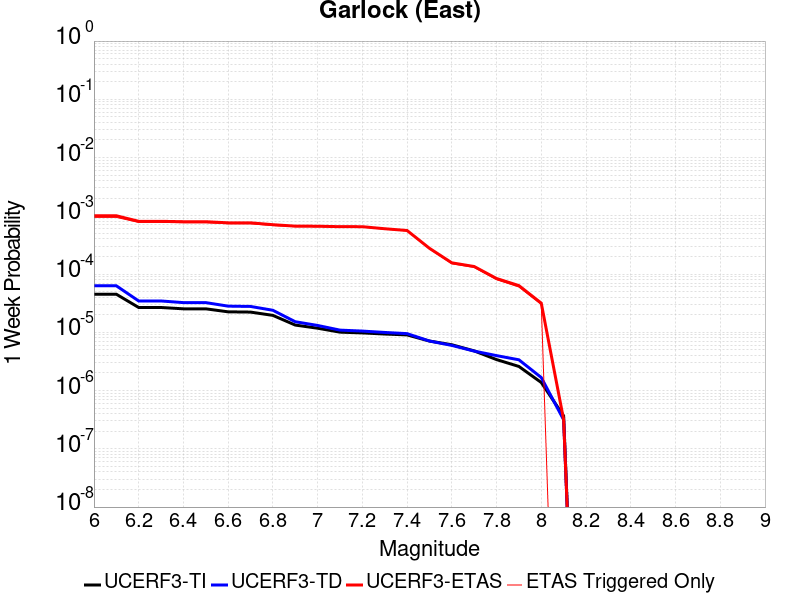 Garlock (East)
10^0
10^-1
10^-2
10^-3
10^-4
10^-5
10^-6
10^-7
10^-8
1 Week Probability
6 6.2 6.4 6.6 6.8 7 7.2 7.4 7.6 7.8 8 8.2 8.4 8.6 8.8 9
Magnitude
UCERF3-TI UCERF3-TD UCERF3-ETAS ETAS Triggered Only